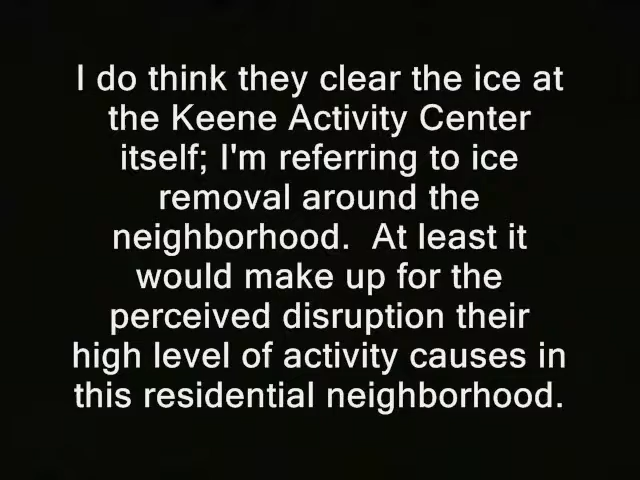 I do think they clear the ice at
the Keene Activity Center
itself; I'm referring to ice
removal around the
neighborhood.  At least it
would make up for the
perceived disruption their
high level of activity causes in
this residential neighborhood.